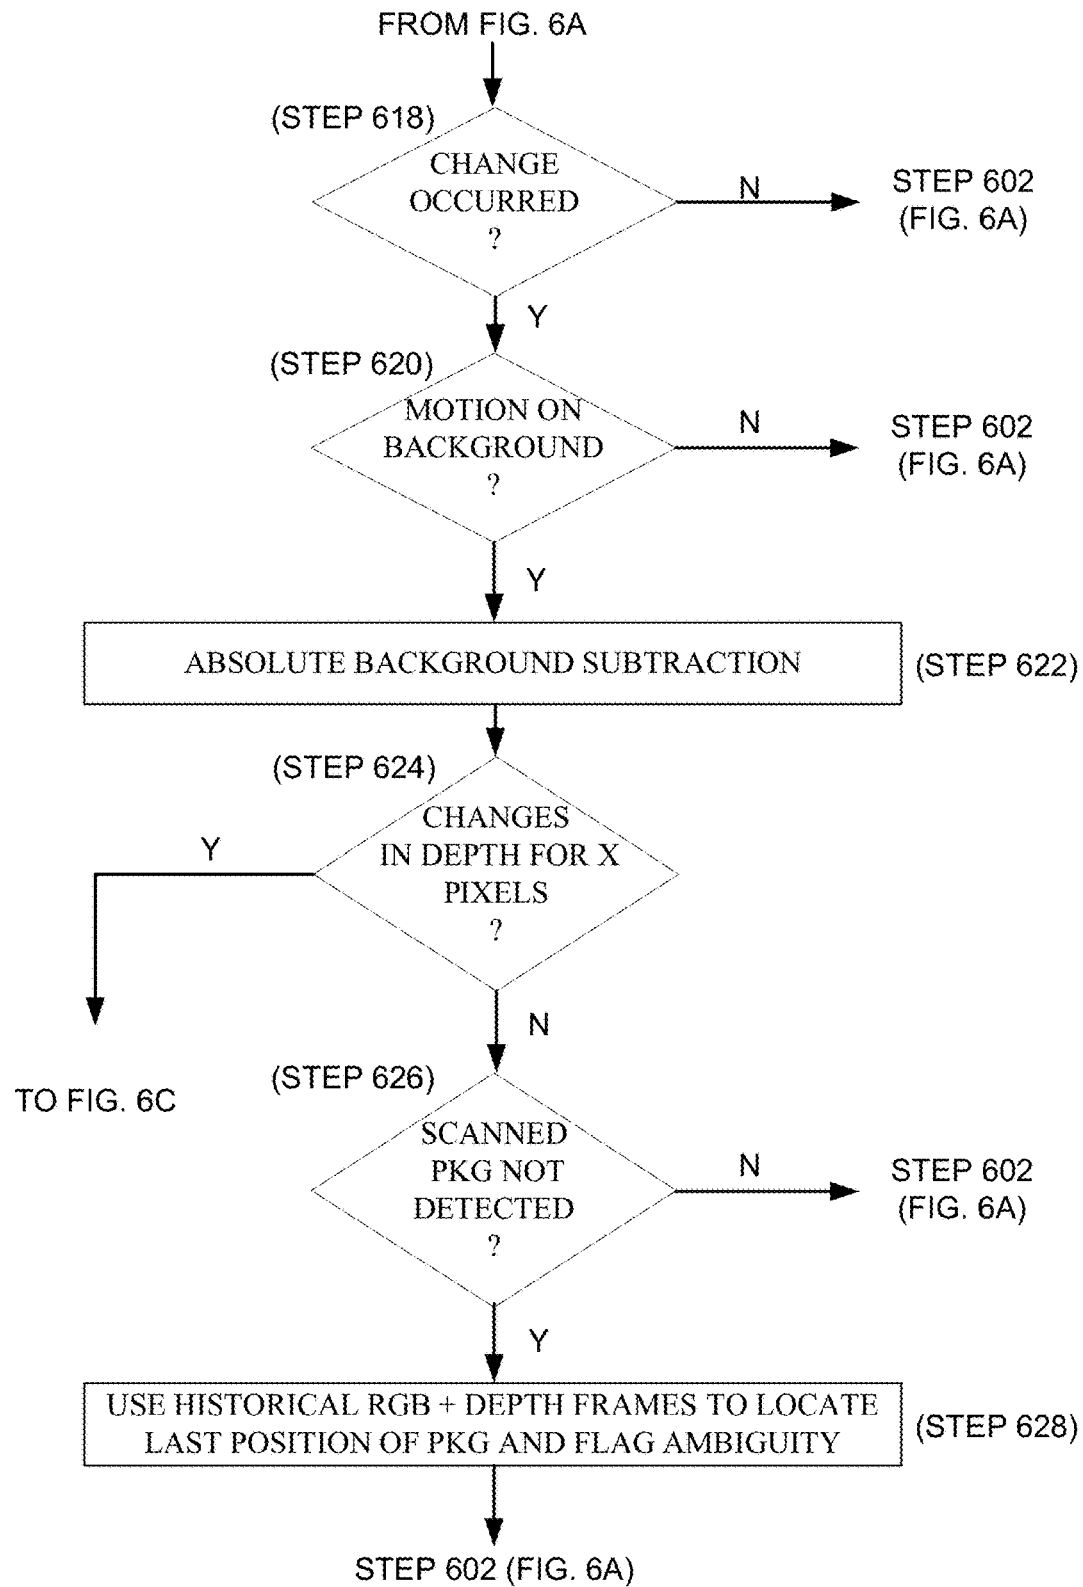 FROM FIG. 6A
(STEP 618)
CHANGE
OCCURRED
?
N
STEP 602
(FIG. 6A)
Y
(STEP 620)
MOTION ON
BACKGROUND
?
N
STEP 602
(FIG. 6A)
Y
ABSOLUTE BACKGROUND SUBTRACTION
(STEP 622)
(STEP 624)
CHANGES
IN DEPTH FOR X
PIXELS
?
Y
TO FIG. 6C
N
(STEP 626)
SCANNED
PKG NOT
DETECTED
?
N
STEP 602
(FIG. 6A)
Y
USE HISTORICAL RGB + DEPTH FRAMES TO LOCATE
LAST POSITION OF PKG AND FLAG AMBIGUITY
(STEP 628)
STEP 602 (FIG. 6A)